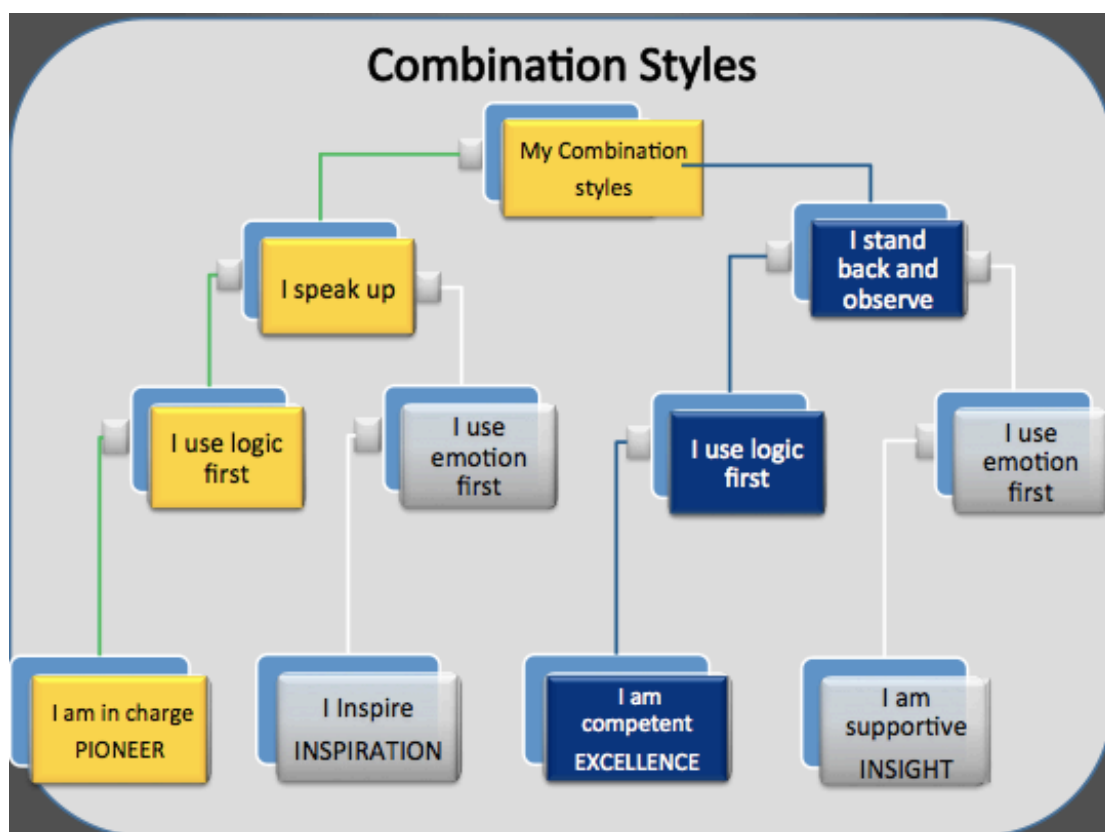 Combination Styles
My Combination
styles
I speak up
I stand
back and
observe
I use logic
first
I use
emotion
first
I use logic
first
I use
emotion
first
I am in charge
PIONEER
I Inspire
INSPIRATION
I am
competent
EXCELLENCE
I am
supportive
INSIGHT